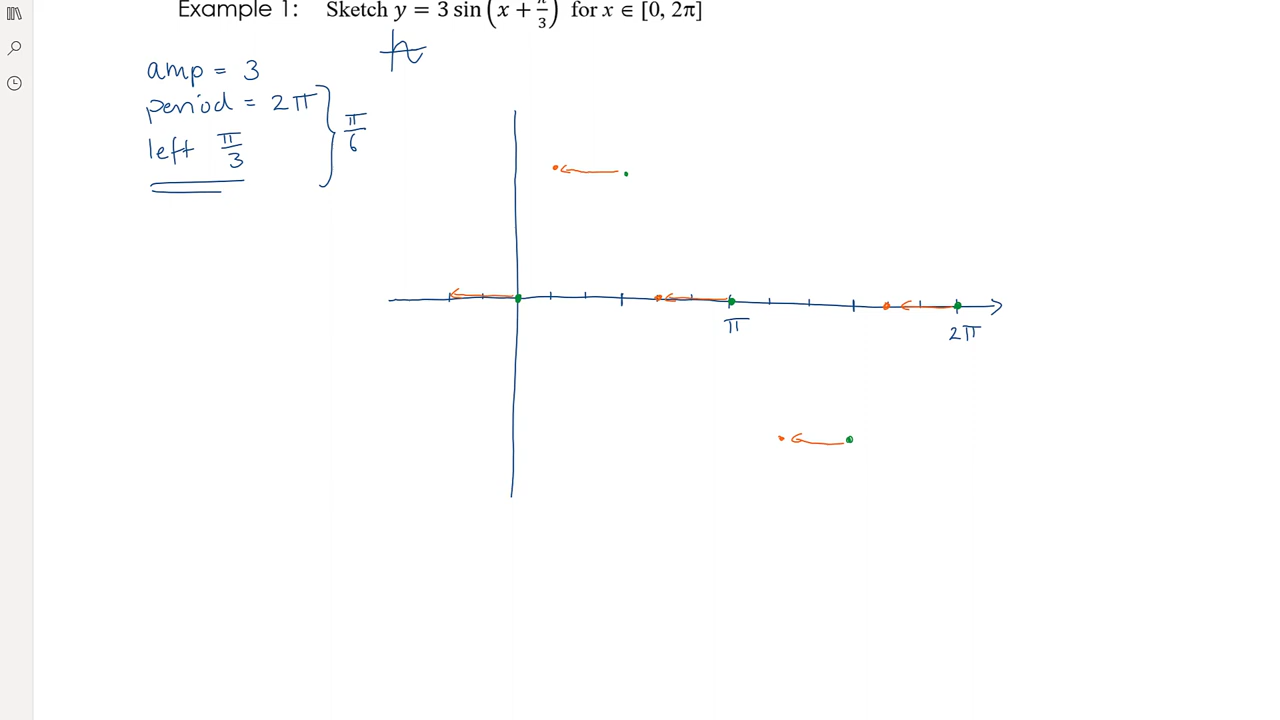 Example 1: Sketch y = 3 sin (x + π/3) for x ∈ [0, 2π]
amp = 3
period = 2π
left π/3
π/6
π
2π